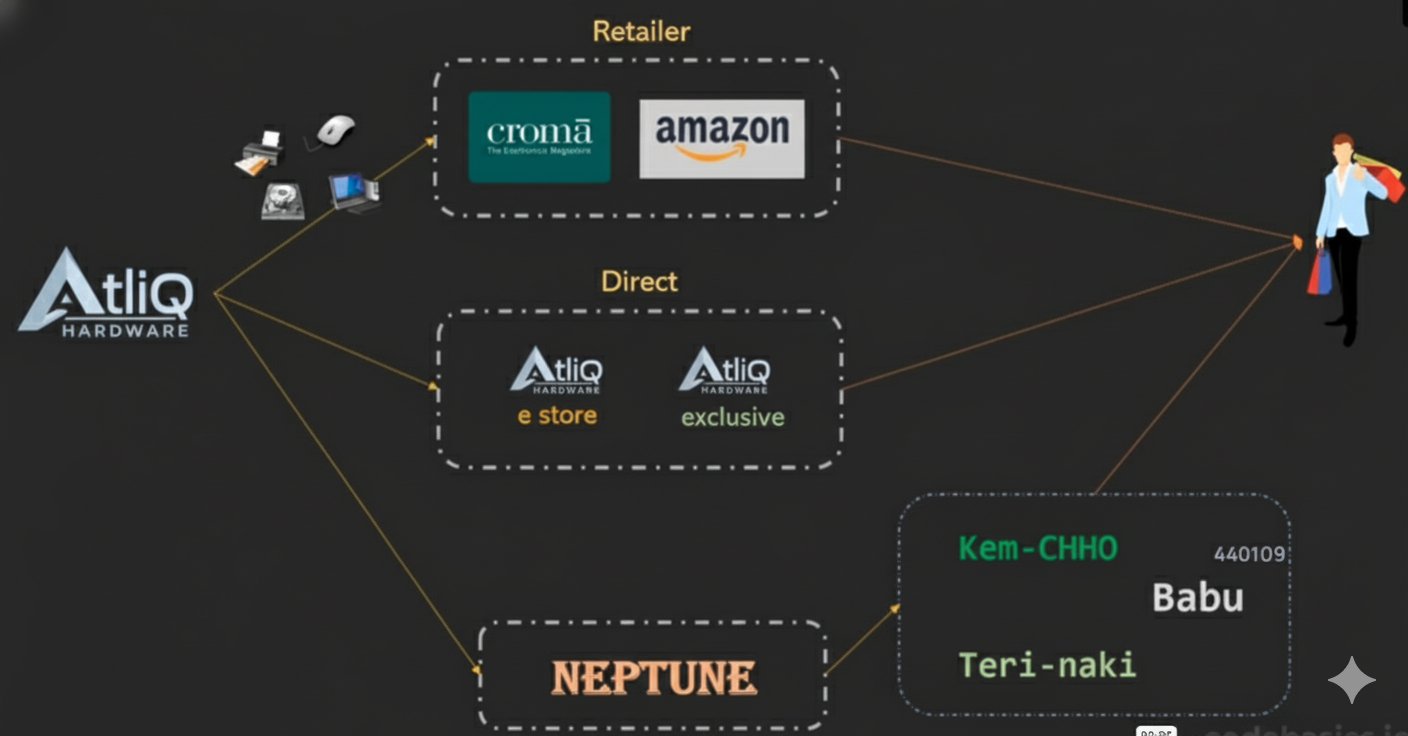 Retailer
cromā
The Electronics Megastore
amazon
AtliQ
HARDWARE
Direct
AtliQ
HARDWARE
e store
AtliQ
HARDWARE
exclusive
NEPTUNE
Kem-CHHO
440109
Babu
Teri-naki